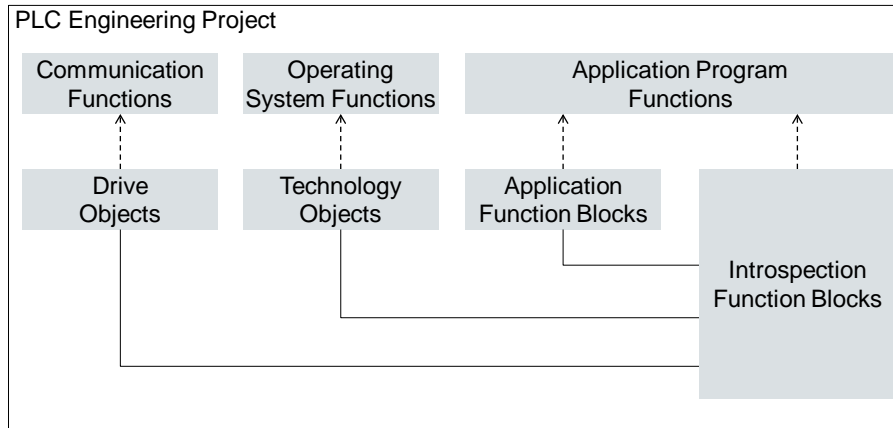 PLC Engineering Project
Communication
Functions
Operating
System Functions
Application Program
Functions
Drive
Objects
Technology
Objects
Application
Function Blocks
Introspection
Function Blocks